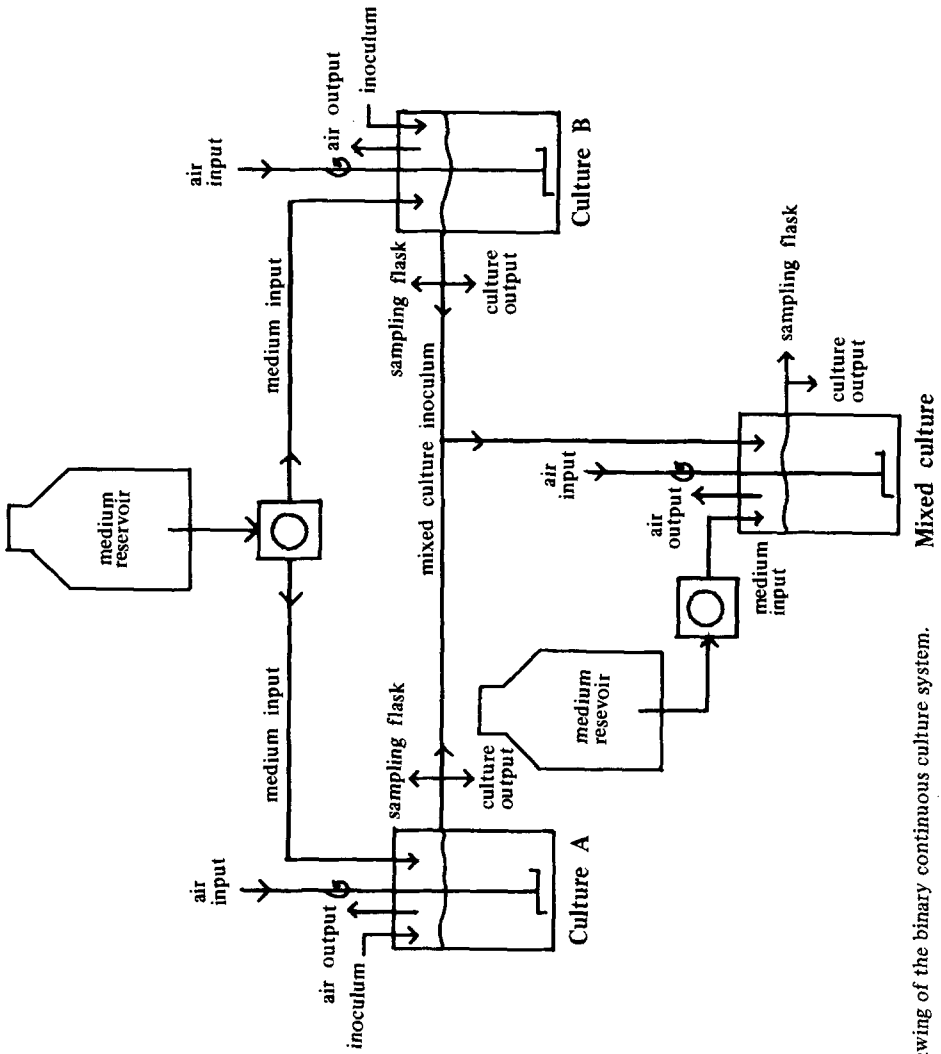 medium
reservoir
medium input
medium input
air
input
air output
inoculum
air
input
air output
inoculum
sampling flask
culture
output
mixed culture inoculum
sampling flask
culture
output
Culture A
Culture B
medium
resevoir
medium
input
air
output
air
input
sampling flask
culture
output
Mixed culture
wing of the binary continuous culture system.